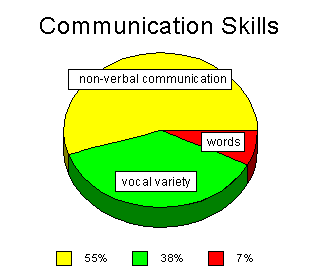 Communication Skills
non-verbal communication
words
vocal variety
55% 38% 7%